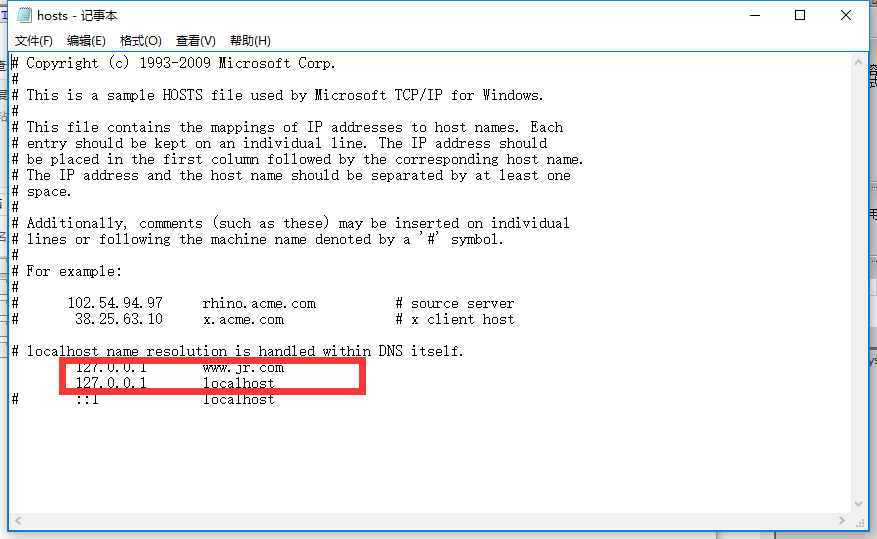 hosts - 记事本
文件(F) 编辑(E) 格式(O) 查看(V) 帮助(H)
# Copyright (c) 1993-2009 Microsoft Corp.
#
# This is a sample HOSTS file used by Microsoft TCP/IP for Windows.
#
# This file contains the mappings of IP addresses to host names. Each
# entry should be kept on an individual line. The IP address should
# be placed in the first column followed by the corresponding host name.
# The IP address and the host name should be separated by at least one
# space.
#
# Additionally, comments (such as these) may be inserted on individual
# lines or following the machine name denoted by a '#' symbol.
#
# For example:
#
# 102.54.94.97 rhino.acme.com # source server
# 38.25.63.10 x.acme.com # x client host
# localhost name resolution is handled within DNS itself.
127.0.0.1 www.jr.com
127.0.0.1 localhost
# ::1 localhost